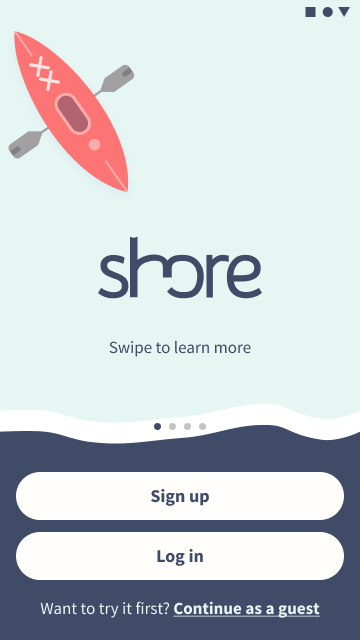 shore
Swipe to learn more
Sign up
Log in
Want to try it first? Continue as a guest